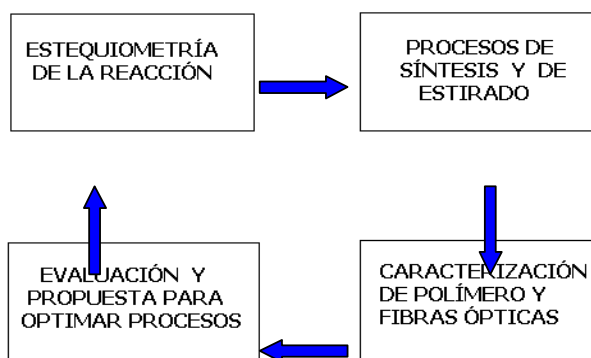 ESTEQUIOMETRÍA
DE LA REACCIÓN
PROCESOS DE
SÍNTESIS Y DE
ESTIRADO
CARACTERIZACIÓN
DE POLÍMERO Y
FIBRAS ÓPTICAS
EVALUACIÓN Y
PROPUESTA PARA
OPTIMAR PROCESOS